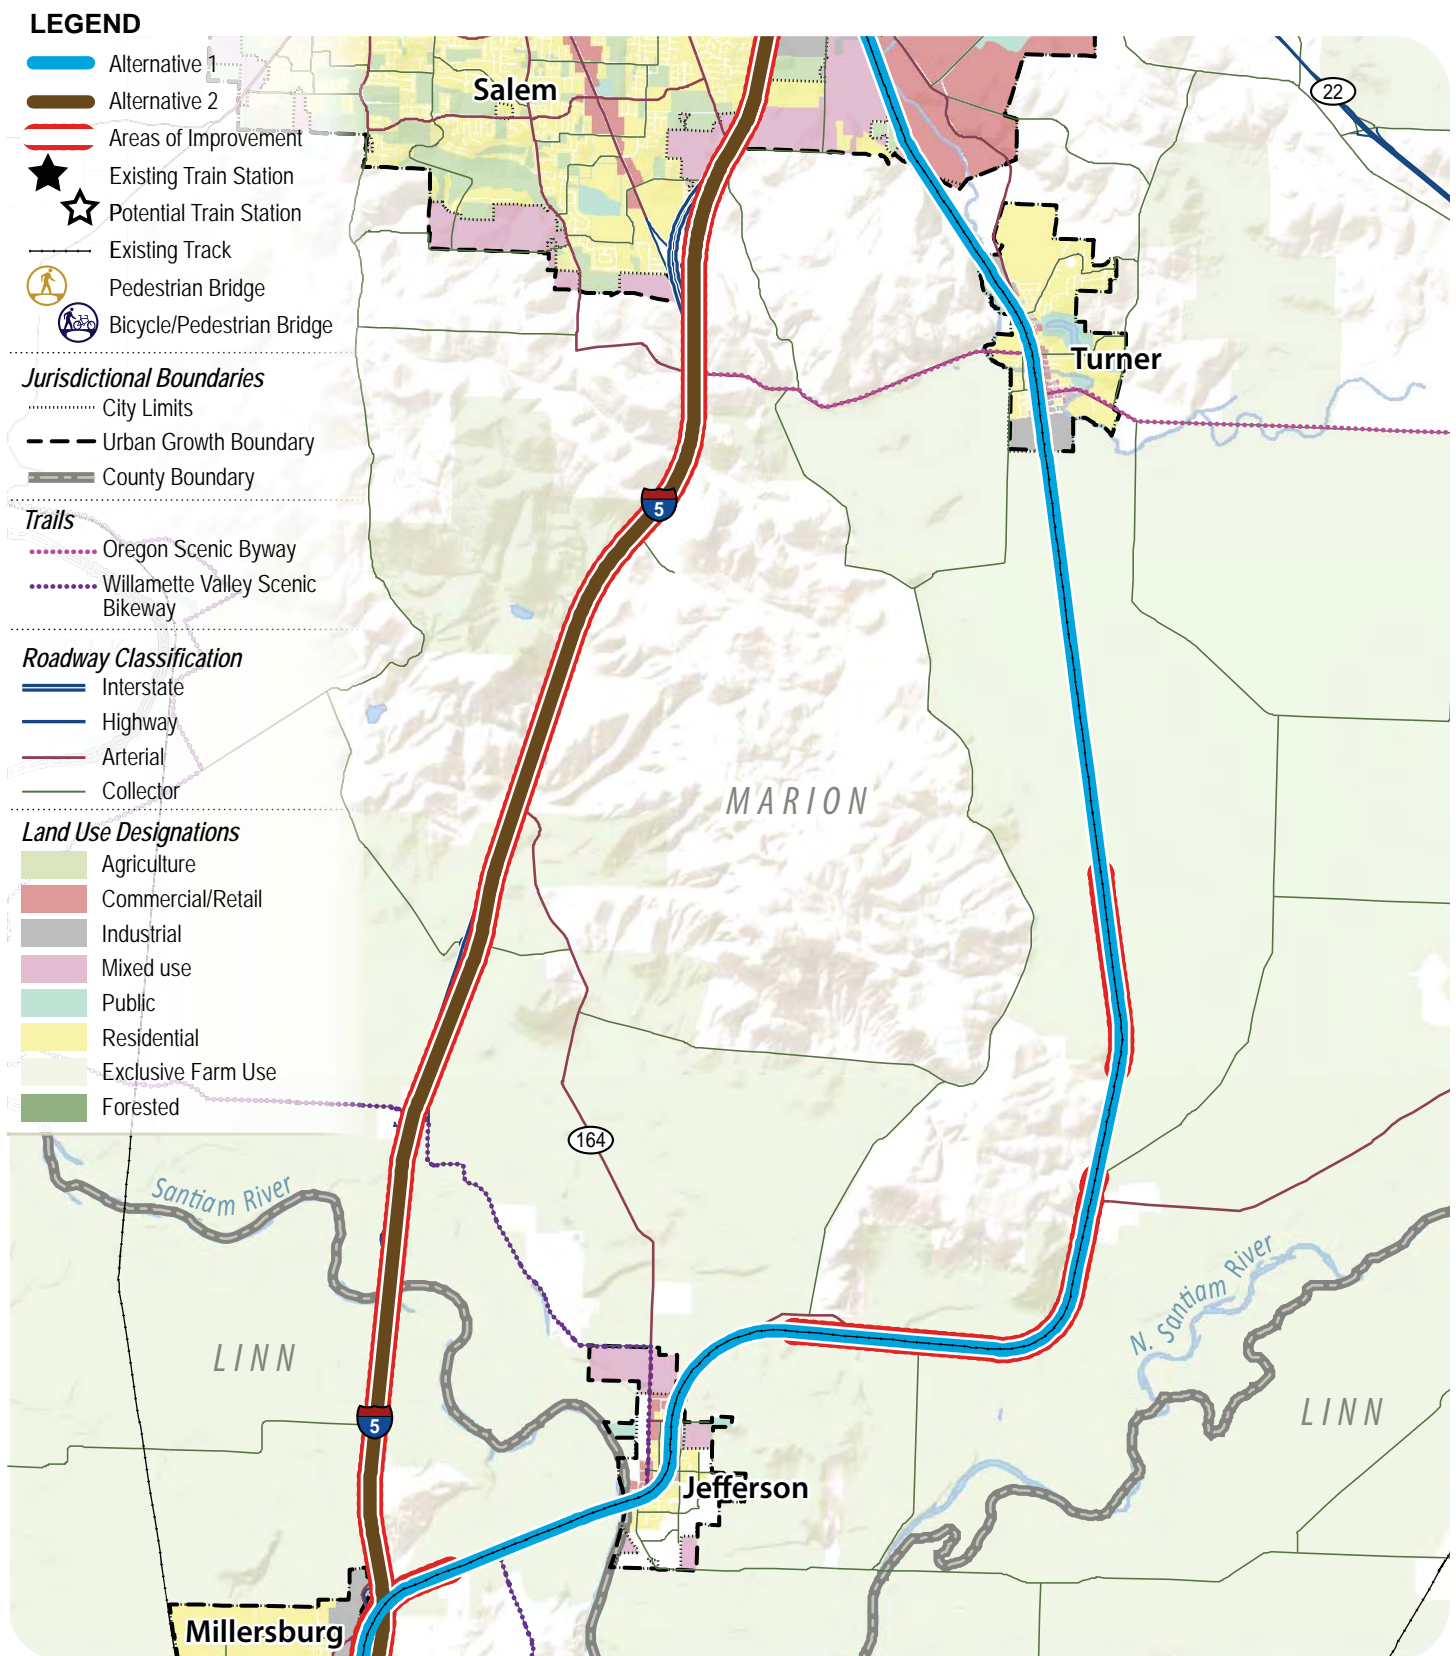 LEGEND
Alternative 1
Alternative 2
Areas of Improvement
Existing Train Station
Potential Train Station
Existing Track
Pedestrian Bridge
Bicycle/Pedestrian Bridge
Jurisdictional Boundaries
City Limits
Urban Growth Boundary
County Boundary
Trails
Oregon Scenic Byway
Willamette Valley Scenic
Bikeway
Roadway Classification
Interstate
Highway
Arterial
Collector
Land Use Designations
Agriculture
Commercial/Retail
Industrial
Mixed use
Public
Residential
Exclusive Farm Use
Forested
Salem
22
Turner
5
MARION
164
Santiam River
N. Santiam River
LINN
LINN
5
Jefferson
Millersburg